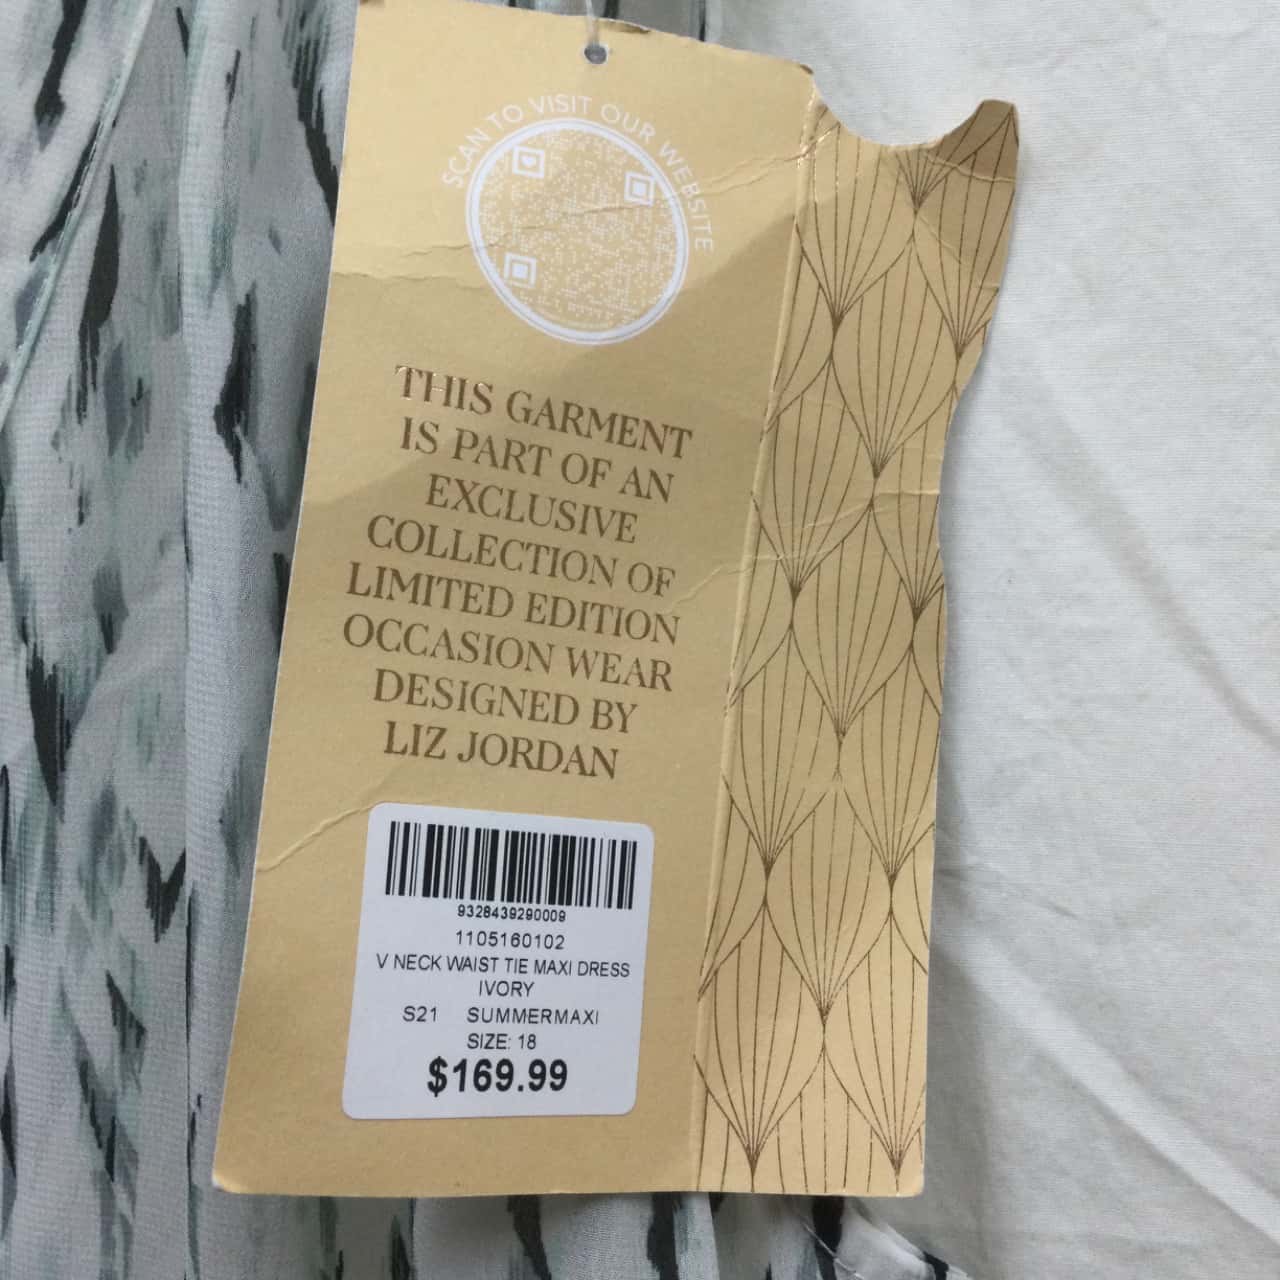 SCAN TO VISIT OUR WEBSITE
THIS GARMENT
IS PART OF AN
EXCLUSIVE
COLLECTION OF
LIMITED EDITION
OCCASION WEAR
DESIGNED BY
LIZ JORDAN
9328439290009
1105160102
V NECK WAIST TIE MAXI DRESS
IVORY
S21 SUMMERMAXI
SIZE: 18
$169.99